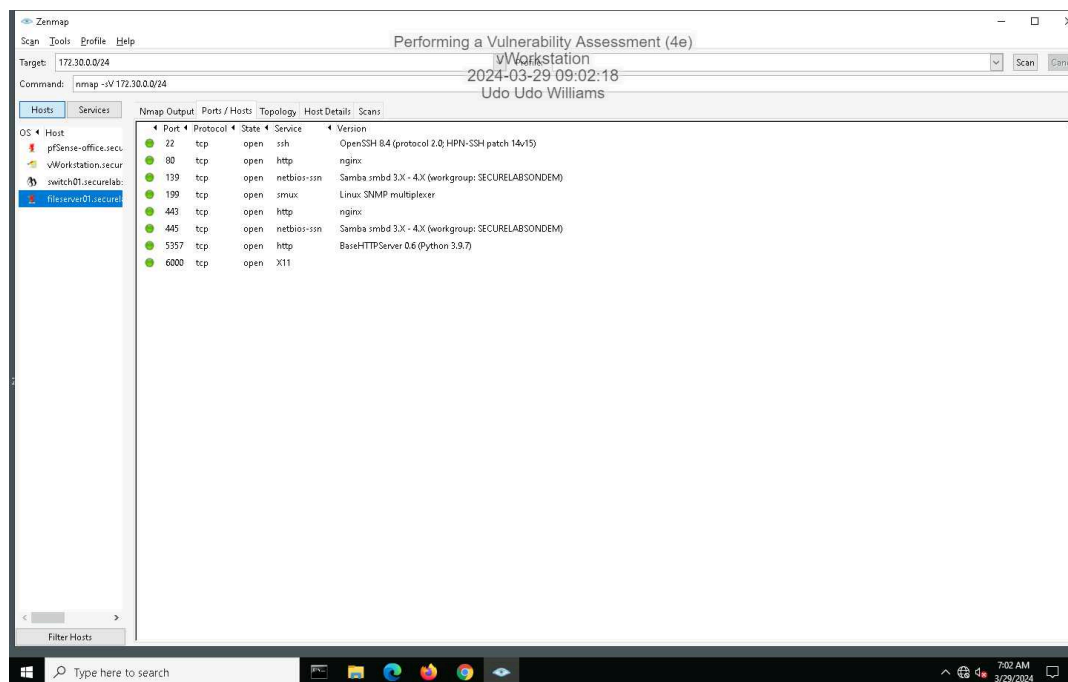 Zenmap
Scan Tools Profile Help
Performing a Vulnerability Assessment (4e)
vWorkstation
2024-03-29 09:02:18
Udo Udo Williams
Target: 172.30.0.0/24 Profile: Scan
Command: nmap -sV 172.30.0.0/24
Hosts Services
Nmap Output Ports / Hosts Topology Host Details Scans
OS Host
pfSense-office.secu
vWorkstation.secur
switch01.securelab:
fileserver01.securel
Port Protocol State Service Version
22 tcp open ssh OpenSSH 8.4 (protocol 2.0; HPN-SSH patch 14v15)
80 tcp open http nginx
139 tcp open netbios-ssn Samba smbd 3.X - 4.X (workgroup: SECURELABSONDEM)
199 tcp open smux Linux SNMP multiplexer
443 tcp open http nginx
445 tcp open netbios-ssn Samba smbd 3.X - 4.X (workgroup: SECURELABSONDEM)
5357 tcp open http BaseHTTPServer 0.6 (Python 3.9.7)
6000 tcp open X11
Filter Hosts
Type here to search
7:02 AM
3/29/2024